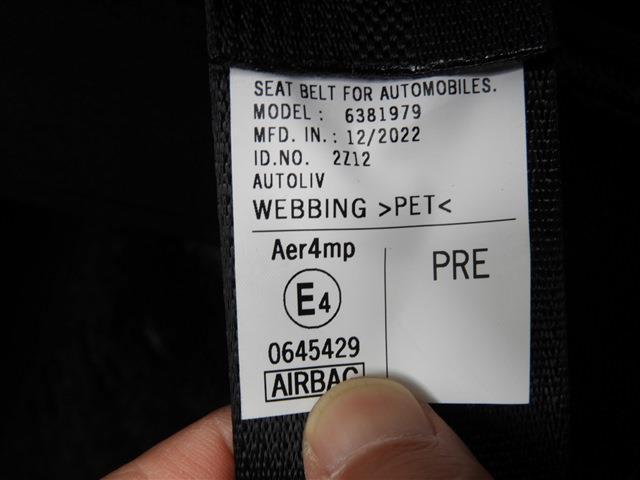 SEAT BELT FOR AUTOMOBILES.
MODEL : 6381979
MFD. IN. : 12/2022
ID.NO. 2Z12
AUTOLIV
WEBBING >PET<
Aer4mp
PRE
E4
0645429
AIRBAG